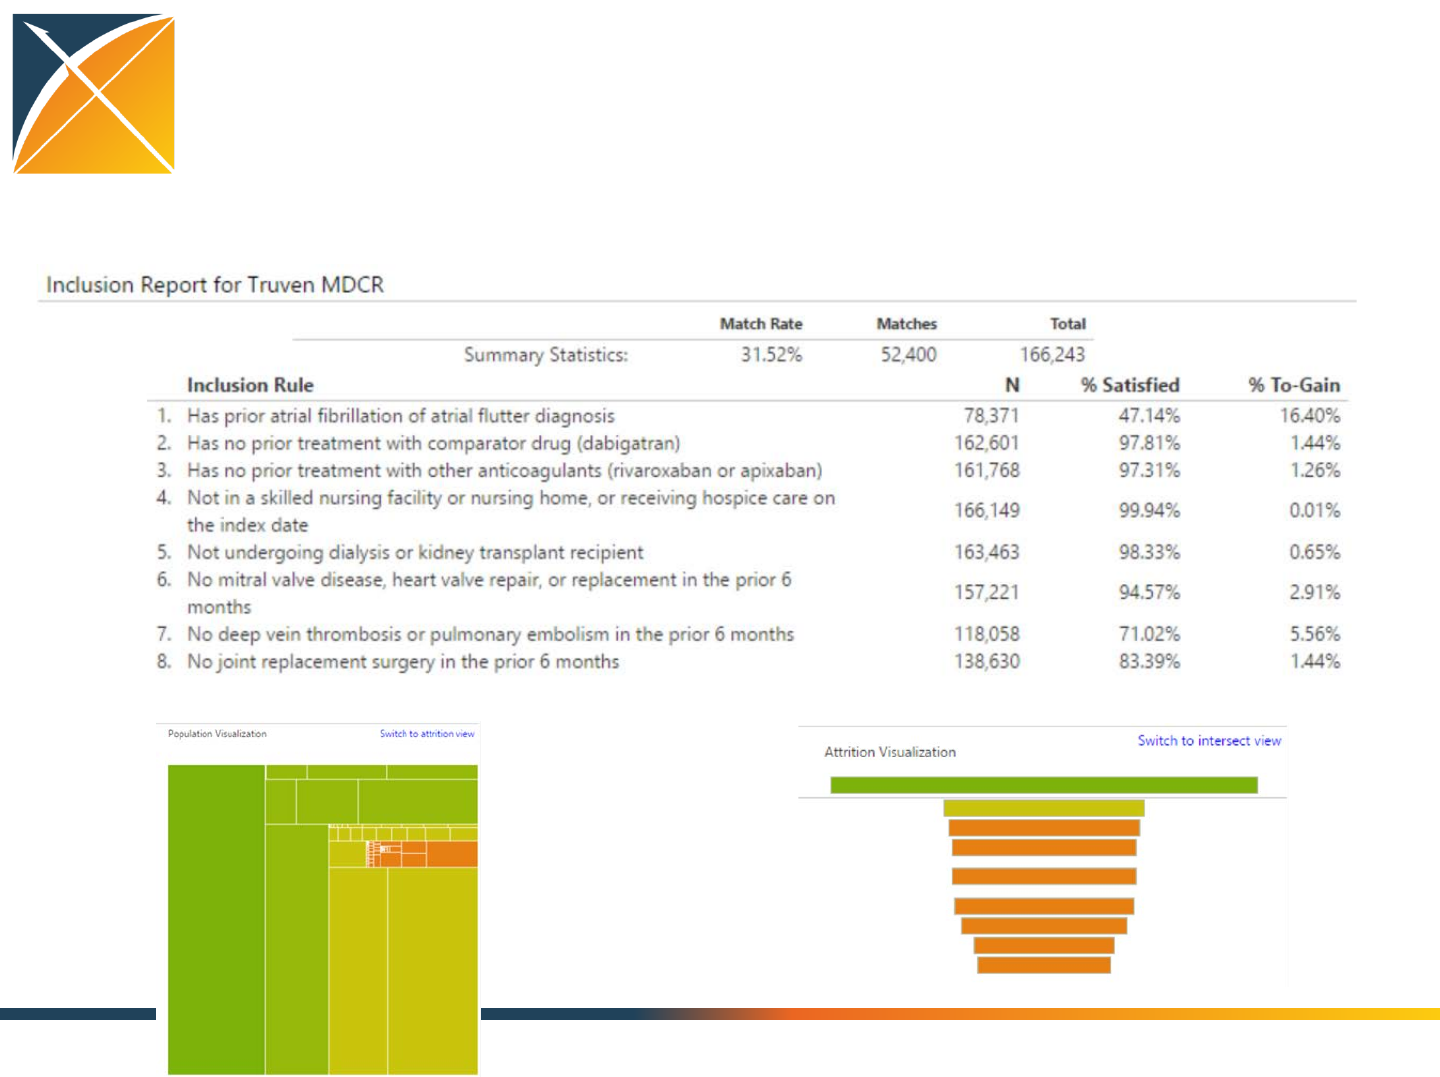 Inclusion Report for Truven MDCR
Match Rate Matches Total
Summary Statistics: 31.52% 52,400 166,243
Inclusion Rule N % Satisfied % To-Gain
1. Has prior atrial fibrillation of atrial flutter diagnosis 78,371 47.14% 16.40%
2. Has no prior treatment with comparator drug (dabigatran) 162,601 97.81% 1.44%
3. Has no prior treatment with other anticoagulants (rivaroxaban or apixaban) 161,768 97.31% 1.26%
4. Not in a skilled nursing facility or nursing home, or receiving hospice care on
the index date 166,149 99.94% 0.01%
5. Not undergoing dialysis or kidney transplant recipient 163,463 98.33% 0.65%
6. No mitral valve disease, heart valve repair, or replacement in the prior 6
months 157,221 94.57% 2.91%
7. No deep vein thrombosis or pulmonary embolism in the prior 6 months 118,058 71.02% 5.56%
8. No joint replacement surgery in the prior 6 months 138,630 83.39% 1.44%
Population Visualization Switch to attrition view
Switch to intersect view
Attrition Visualization